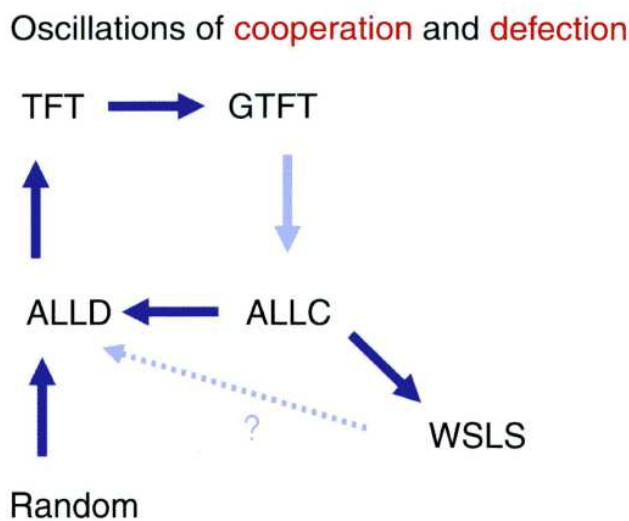 Oscillations of cooperation and defection
TFT GTFT
ALLD ALLC
?
WSLS
Random